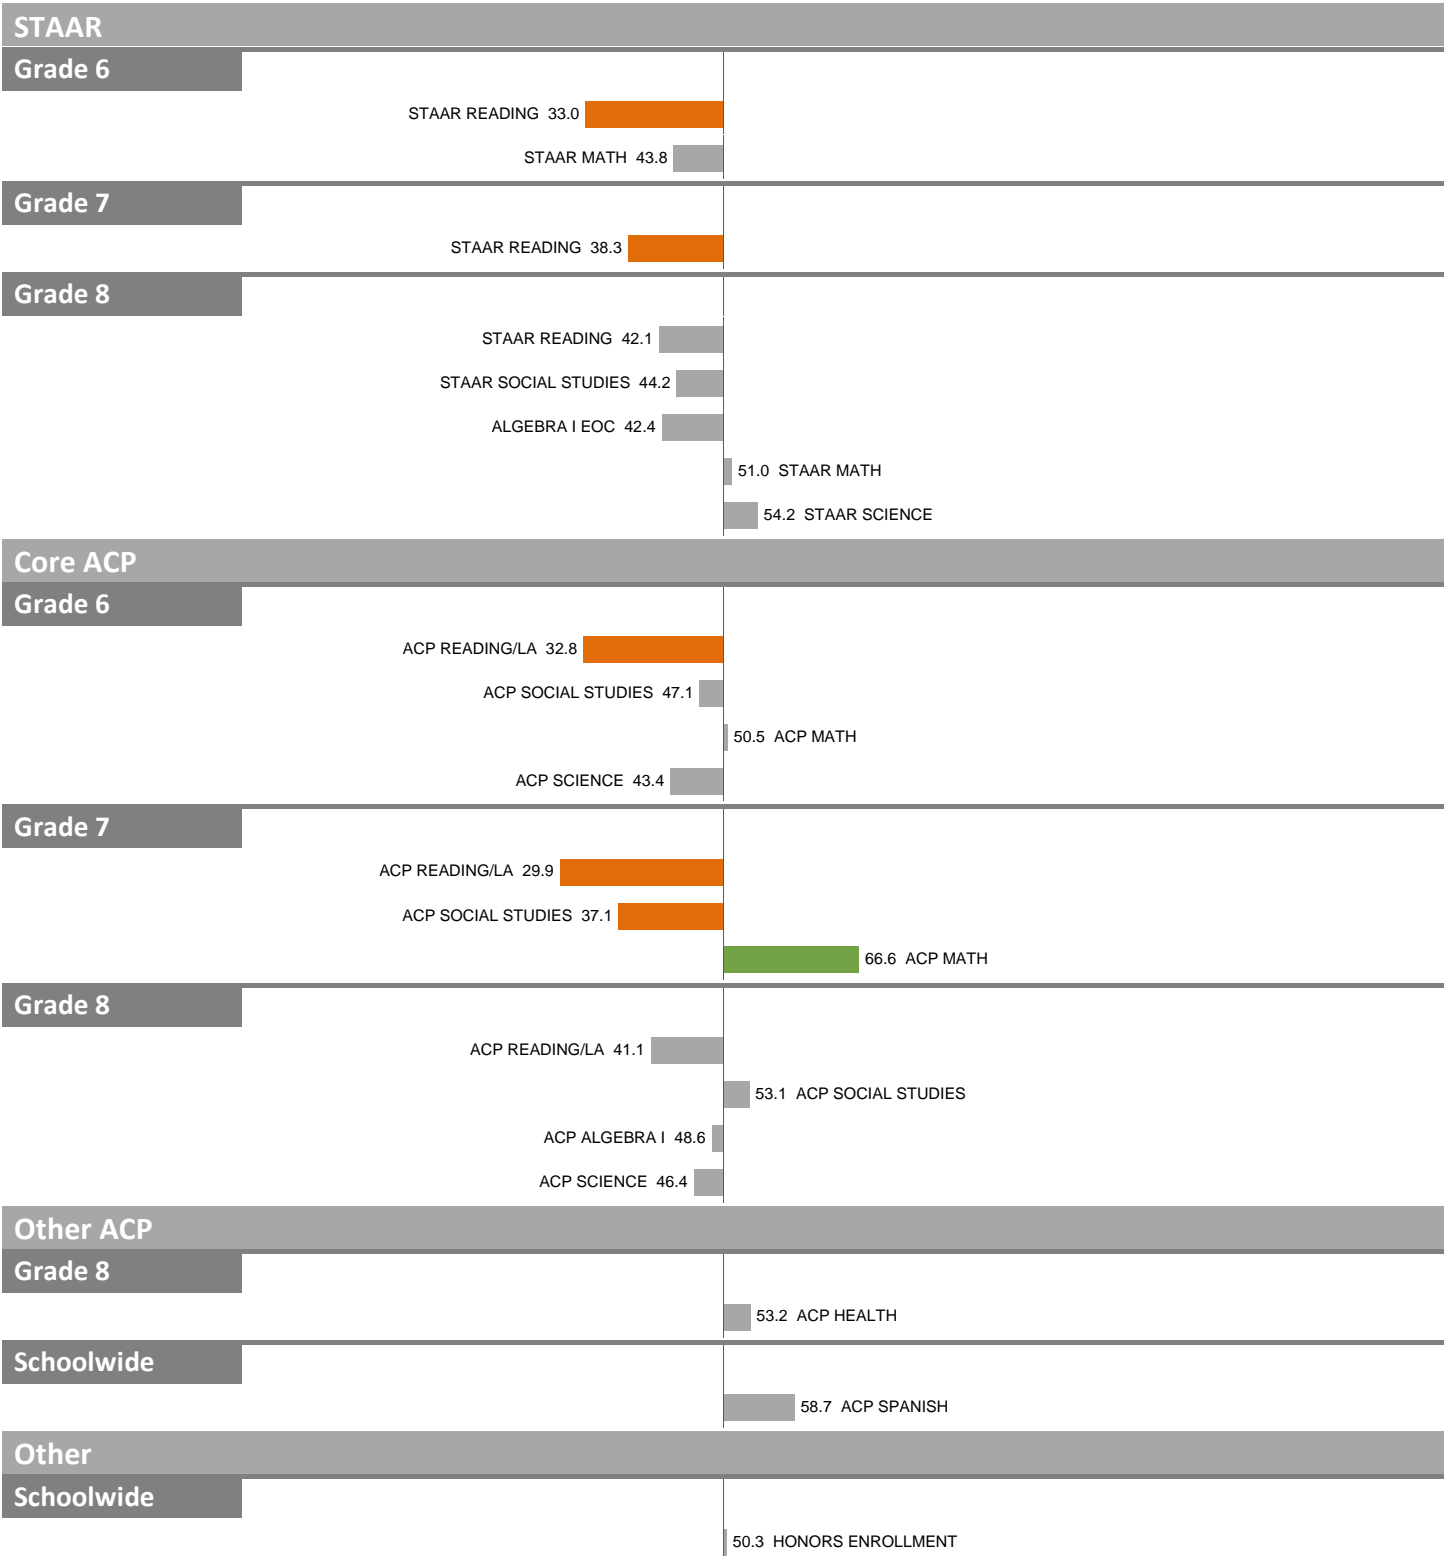 STAAR
Grade 6
STAAR READING 33.0
STAAR MATH 43.8
Grade 7
STAAR READING 38.3
Grade 8
STAAR READING 42.1
STAAR SOCIAL STUDIES 44.2
ALGEBRA I EOC 42.4
51.0 STAAR MATH
54.2 STAAR SCIENCE
Core ACP
Grade 6
ACP READING/LA 32.8
ACP SOCIAL STUDIES 47.1
50.5 ACP MATH
ACP SCIENCE 43.4
Grade 7
ACP READING/LA 29.9
ACP SOCIAL STUDIES 37.1
66.6 ACP MATH
Grade 8
ACP READING/LA 41.1
53.1 ACP SOCIAL STUDIES
ACP ALGEBRA I 48.6
ACP SCIENCE 46.4
Other ACP
Grade 8
53.2 ACP HEALTH
Schoolwide
58.7 ACP SPANISH
Other
Schoolwide
50.3 HONORS ENROLLMENT